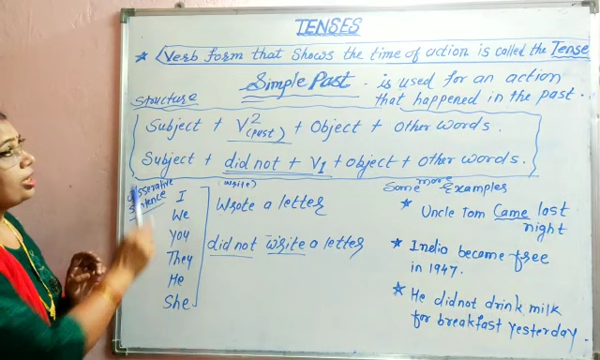 TENSES
★ Verb form that shows the time of action is called the Tense
Simple Past - is used for an action
that happened in the past.
Structure
Subject + V2 (past) + Object + Other words.
Subject + did not + V1 + object + other words.
Sentence
I
We
You
They
He
She
(write)
Wrote a letter
did not write a letter
Some more Examples
★ Uncle Tom Came lost
night
★ India became free
in 1947.
★ He didnot drink milk
for breakfast yesterday.